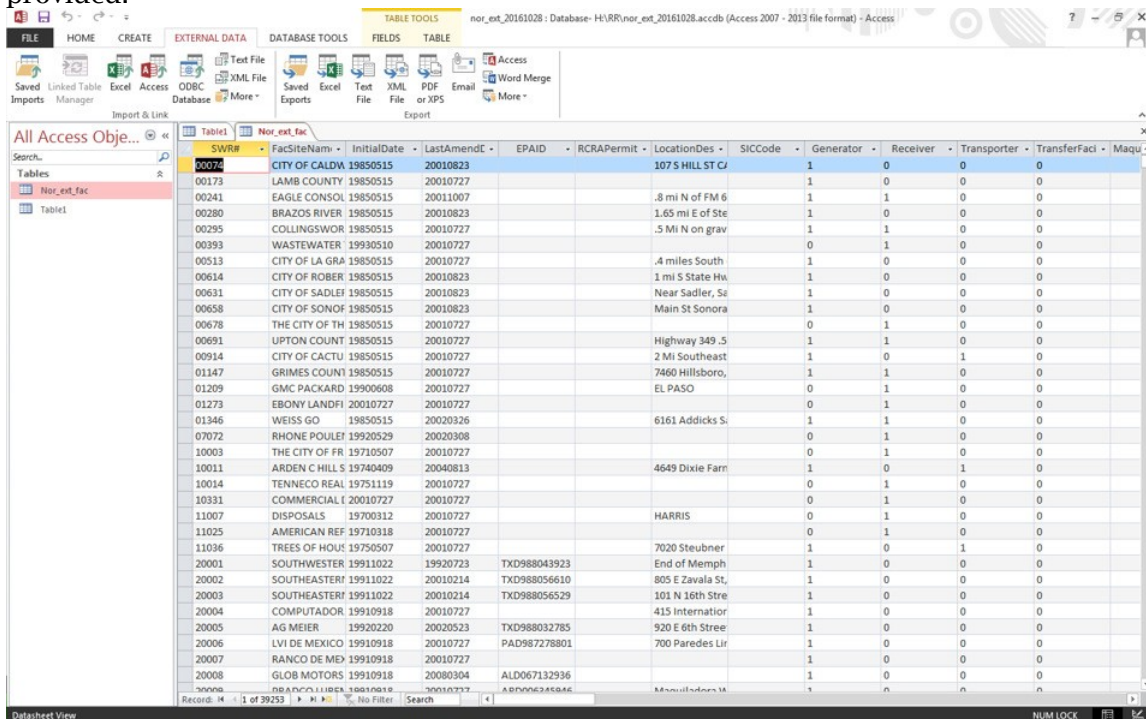 provided.
TABLE TOOLS nor_ext_20161028 : Database- H:\RR\nor_ext_20161028.accdb (Access 2007 - 2013 file format) - Access
FILE HOME CREATE EXTERNAL DATA DATABASE TOOLS FIELDS TABLE
Saved Imports Linked Table Manager Excel Access ODBC Database Text File XML File More Saved Exports Excel Text File XML File PDF or XPS Email Access Word Merge More
Import & Link Export
All Access Obje... Table1 Nor_ext_fac
Search...
Tables
Nor_ext_fac
Table1
SWR# FacSiteNam InitialDate LastAmendD EPAID RCRAPermit LocationDes SICCode Generator Receiver Transporter TransferFaci Maqu
00074 CITY OF CALDW 19850515 20010823 107 S HILL ST CA 1 0 0 0
00173 LAMB COUNTY 19850515 20010727 1 0 0 0
00241 EAGLE CONSOL 19850515 20011007 .8 mi N of FM 6 1 1 0 0
00280 BRAZOS RIVER 19850515 20010823 1.65 mi E of Ste 1 0 0 0
00295 COLLINGSWOR 19850515 20010727 .5 Mi N on grav 1 1 0 0
00393 WASTEWATER 19930510 20010727 0 1 0 0
00513 CITY OF LA GRA 19850515 20010727 .4 miles South 1 0 0 0
00614 CITY OF ROBER 19850515 20010823 1 mi S State Hw 1 0 0 0
00631 CITY OF SADLER 19850515 20010823 Near Sadler, Sa 1 0 0 0
00658 CITY OF SONOR 19850515 20010823 Main St Sonora 1 0 0 0
00678 THE CITY OF TH 19850515 20010727 0 1 0 0
00691 UPTON COUNT 19850515 20010727 Highway 349 .5 1 1 0 0
00914 CITY OF CACTU 19850515 20010727 2 Mi Southeast 1 0 1 0
01147 GRIMES COUNT 19850515 20010727 7460 Hillsboro, 1 1 0 0
01209 GMC PACKARD 19900608 20010727 EL PASO 0 1 0 0
01273 EBONY LANDFI 20010727 20010727 0 1 0 0
01346 WEISS GO 19850515 20020326 6161 Addicks Sa 1 1 0 0
07072 RHONE POULEN 19920529 20020308 0 1 0 0
10003 THE CITY OF FR 19710507 20010727 0 1 0 0
10011 ARDEN C HILL S 19740409 20040813 4649 Dixie Farm 1 0 1 0
10014 TENNECO REAL 19751119 20010727 0 1 0 0
10331 COMMERCIAL 20010727 20010727 0 1 0 0
11007 DISPOSALS 19700312 20010727 HARRIS 0 1 0 0
11025 AMERICAN REF 19710318 20010727 0 1 0 0
11036 TREES OF HOUS 19750507 20010727 7020 Steubner 1 0 1 0
20001 SOUTHWESTER 19911022 19920723 TXD988043923 End of Memph 1 0 0 0
20002 SOUTHEASTERN 19911022 20010214 TXD988056610 805 E Zavala St, 1 0 0 0
20003 SOUTHEASTERN 19911022 20010214 TXD988056529 101 N 16th Stre 1 0 0 0
20004 COMPUTADOR 19910918 20010727 415 Internation 1 0 0 0
20005 AG MEIER 19920220 20020523 TXD988032785 920 E 6th Street 1 0 0 0
20006 LVI DE MEXICO 19910918 20010727 PAD987278801 700 Paredes Lin 1 0 0 0
20007 RANCO DE MEX 19910918 20010727 1 0 0 0
20008 GLOB MOTORS 19910918 20080304 ALD067132936 1 0 0 0
Record: 1 of 39253 No Filter Search
Datasheet View NUM LOCK